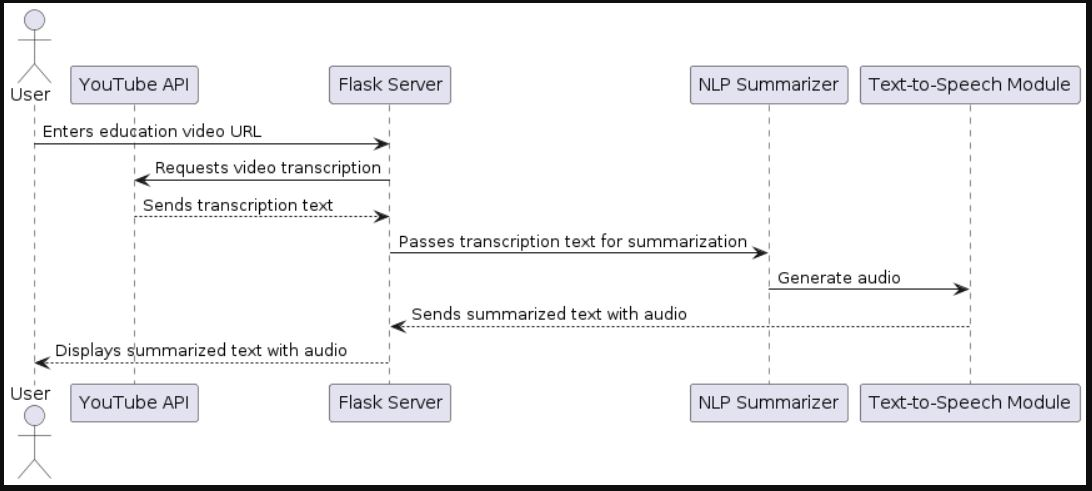 User
YouTube API
Flask Server
NLP Summarizer
Text-to-Speech Module
Enters education video URL
Requests video transcription
Sends transcription text
Passes transcription text for summarization
Generate audio
Sends summarized text with audio
Displays summarized text with audio
User
YouTube API
Flask Server
NLP Summarizer
Text-to-Speech Module